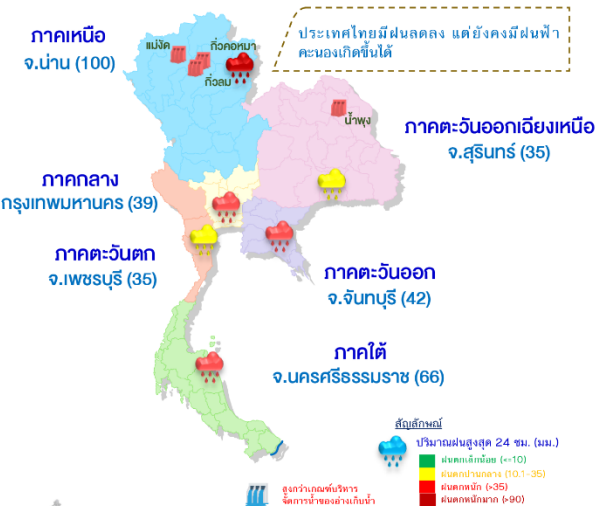 ประเทศไทยมีฝนลดลง แต่ยังคงมีฝนฟ้า
คะนองเกิดขึ้นได้
ภาคเหนือ
จ.น่าน (100)
แม่งัด
กิ่วคอหมา
กิ่วลม
น้ำพุง
ภาคตะวันออกเฉียงเหนือ
จ.สุรินทร์ (35)
ภาคกลาง
กรุงเทพมหานคร (39)
ภาคตะวันตก
จ.เพชรบุรี (35)
ภาคตะวันออก
จ.จันทบุรี (42)
ภาคใต้
จ.นครศรีธรรมราช (66)
สัญลักษณ์
ปริมาณฝนสูงสุด 24 ชม. (มม.)
ฝนตกเล็กน้อย (<=10)
ฝนตกปานกลาง (10.1-35)
ฝนตกหนัก (>35)
ฝนตกหนักมาก (>90)
สูงกว่าเกณฑ์บริหาร
จัดการน้ำของอ่างเก็บน้ำ